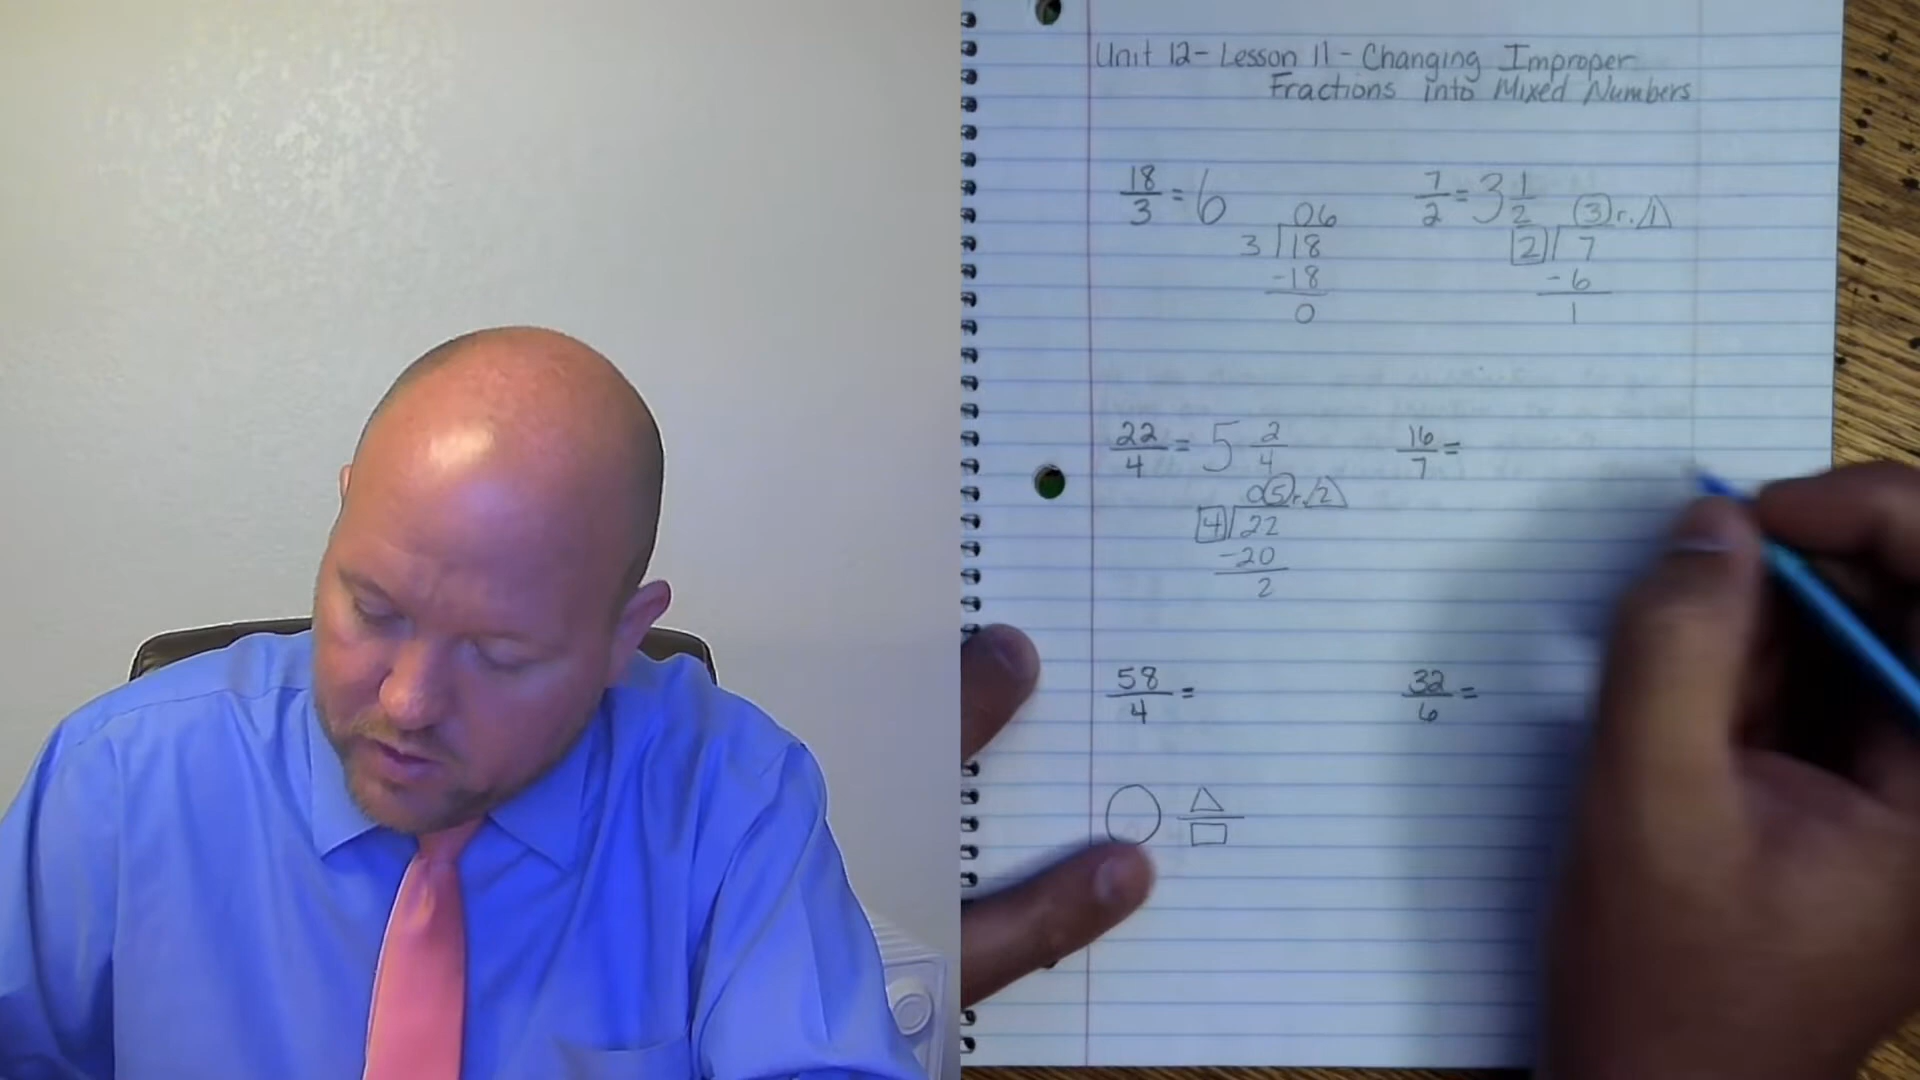 Unit 12 - Lesson 11 - Changing Improper
Fractions into Mixed Numbers
18/3 = 6
06
3 18
-18
0
7/2 = 3 1/2
3 r. 1
2 7
-6
1
22/4 = 5 2/4
05 r. 2
4 22
-20
2
16/7 =
58/4 =
32/6 =